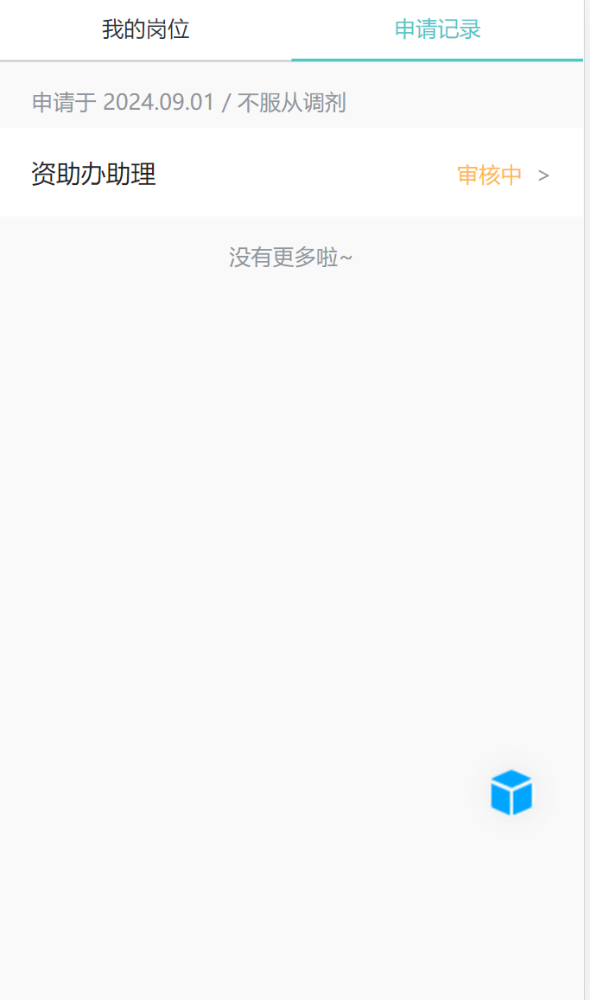 我的岗位 申请记录
申请于 2024.09.01 / 不服从调剂
资助办助理 审核中 >
没有更多啦~